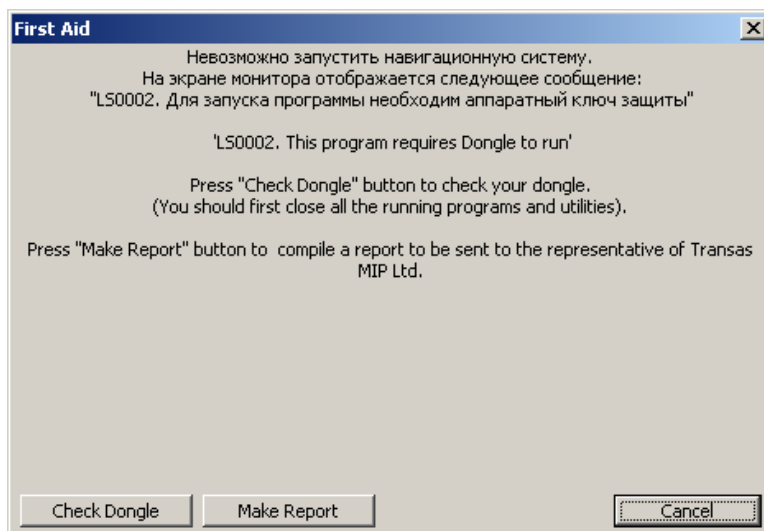 First Aid
Невозможно запустить навигационную систему.
На экране монитора отображается следующее сообщение:
"LS0002. Для запуска программы необходим аппаратный ключ защиты"
'LS0002. This program requires Dongle to run'
Press "Check Dongle" button to check your dongle.
(You should first close all the running programs and utilities).
Press "Make Report" button to  compile a report to be sent to the representative of Transas
MIP Ltd.
Check Dongle
Make Report
Cancel